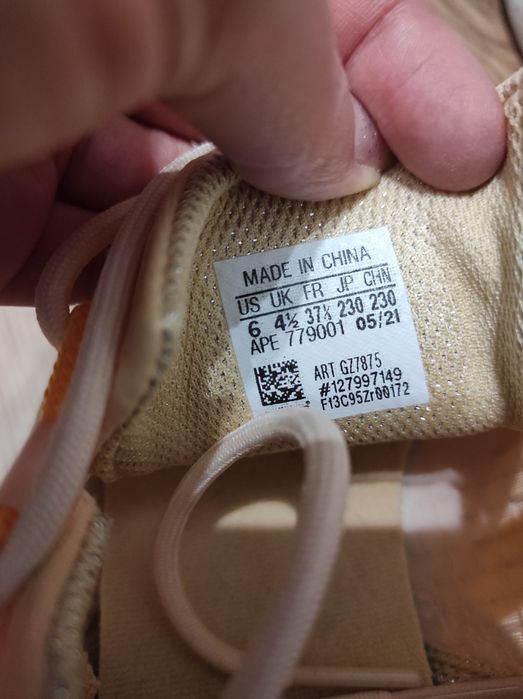 MADE IN CHINA
US UK FR JP CHN
6 4½ 37⅓ 230 230
APE 779001 05/21
ART GZ7875
#127997149
F13C95Zr00172